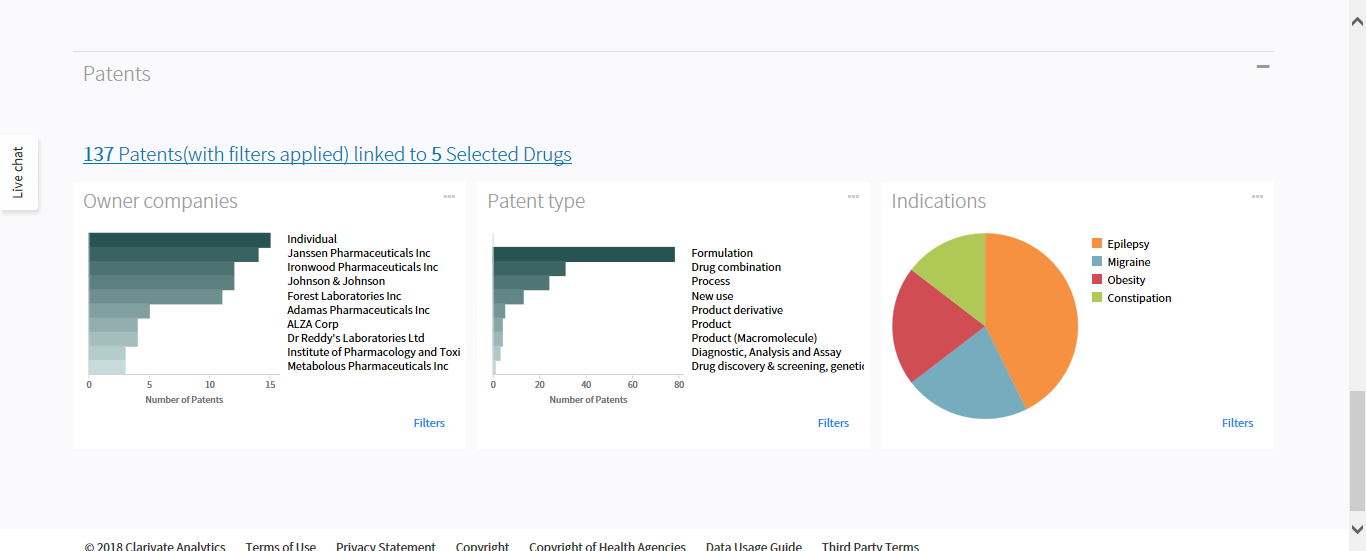 Patents
Live chat
137 Patents(with filters applied) linked to 5 Selected Drugs
Owner companies
Individual
Janssen Pharmaceuticals Inc
Ironwood Pharmaceuticals Inc
Johnson & Johnson
Forest Laboratories Inc
Adamas Pharmaceuticals Inc
ALZA Corp
Dr Reddy's Laboratories Ltd
Institute of Pharmacology and Toxi
Metabolous Pharmaceuticals Inc
0 5 10 15
Number of Patents
Filters
Patent type
Formulation
Drug combination
Process
New use
Product derivative
Product
Product (Macromolecule)
Diagnostic, Analysis and Assay
Drug discovery & screening, genetic
0 20 40 60 80
Number of Patents
Filters
Indications
Epilepsy
Migraine
Obesity
Constipation
Filters
© 2018 Clarivate Analytics Terms of Use Privacy Statement Copyright Copyright of Health Agencies Data Usage Guide Third Party Terms